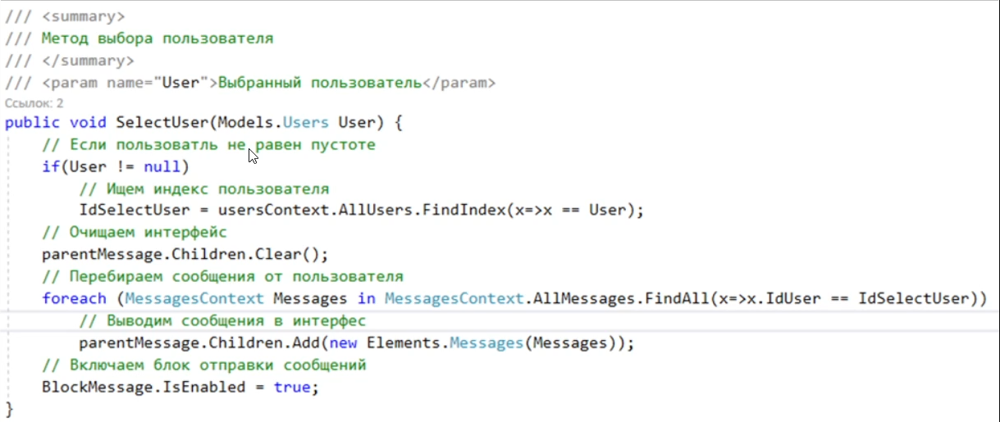 /// <summary>
/// Метод выбора пользователя
/// </summary>
/// <param name="User">Выбранный пользователь</param>
Ссылок: 2
public void SelectUser(Models.Users User) {
// Если пользоватль не равен пустоте
if(User != null)
// Ищем индекс пользователя
IdSelectUser = usersContext.AllUsers.FindIndex(x=>x == User);
// Очищаем интерфейс
parentMessage.Children.Clear();
// Перебираем сообщения от пользователя
foreach (MessagesContext Messages in MessagesContext.AllMessages.FindAll(x=>x.IdUser == IdSelectUser))
// Выводим сообщения в интерфес
parentMessage.Children.Add(new Elements.Messages(Messages));
// Включаем блок отправки сообщений
BlockMessage.IsEnabled = true;
}